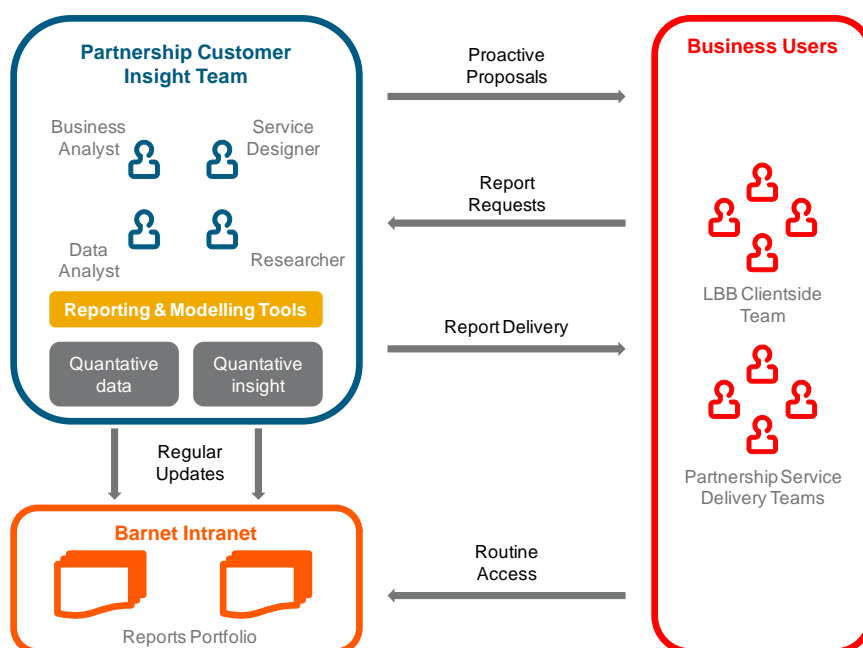 Partnership Customer
Insight Team
Business
Analyst
Service
Designer
Data
Analyst
Researcher
Reporting & Modelling Tools
Quantative
data
Quantative
insight
Proactive
Proposals
Report
Requests
Report Delivery
Business Users
LBB Clientside
Team
Partnership Service
Delivery Teams
Regular
Updates
Barnet Intranet
Reports Portfolio
Routine
Access